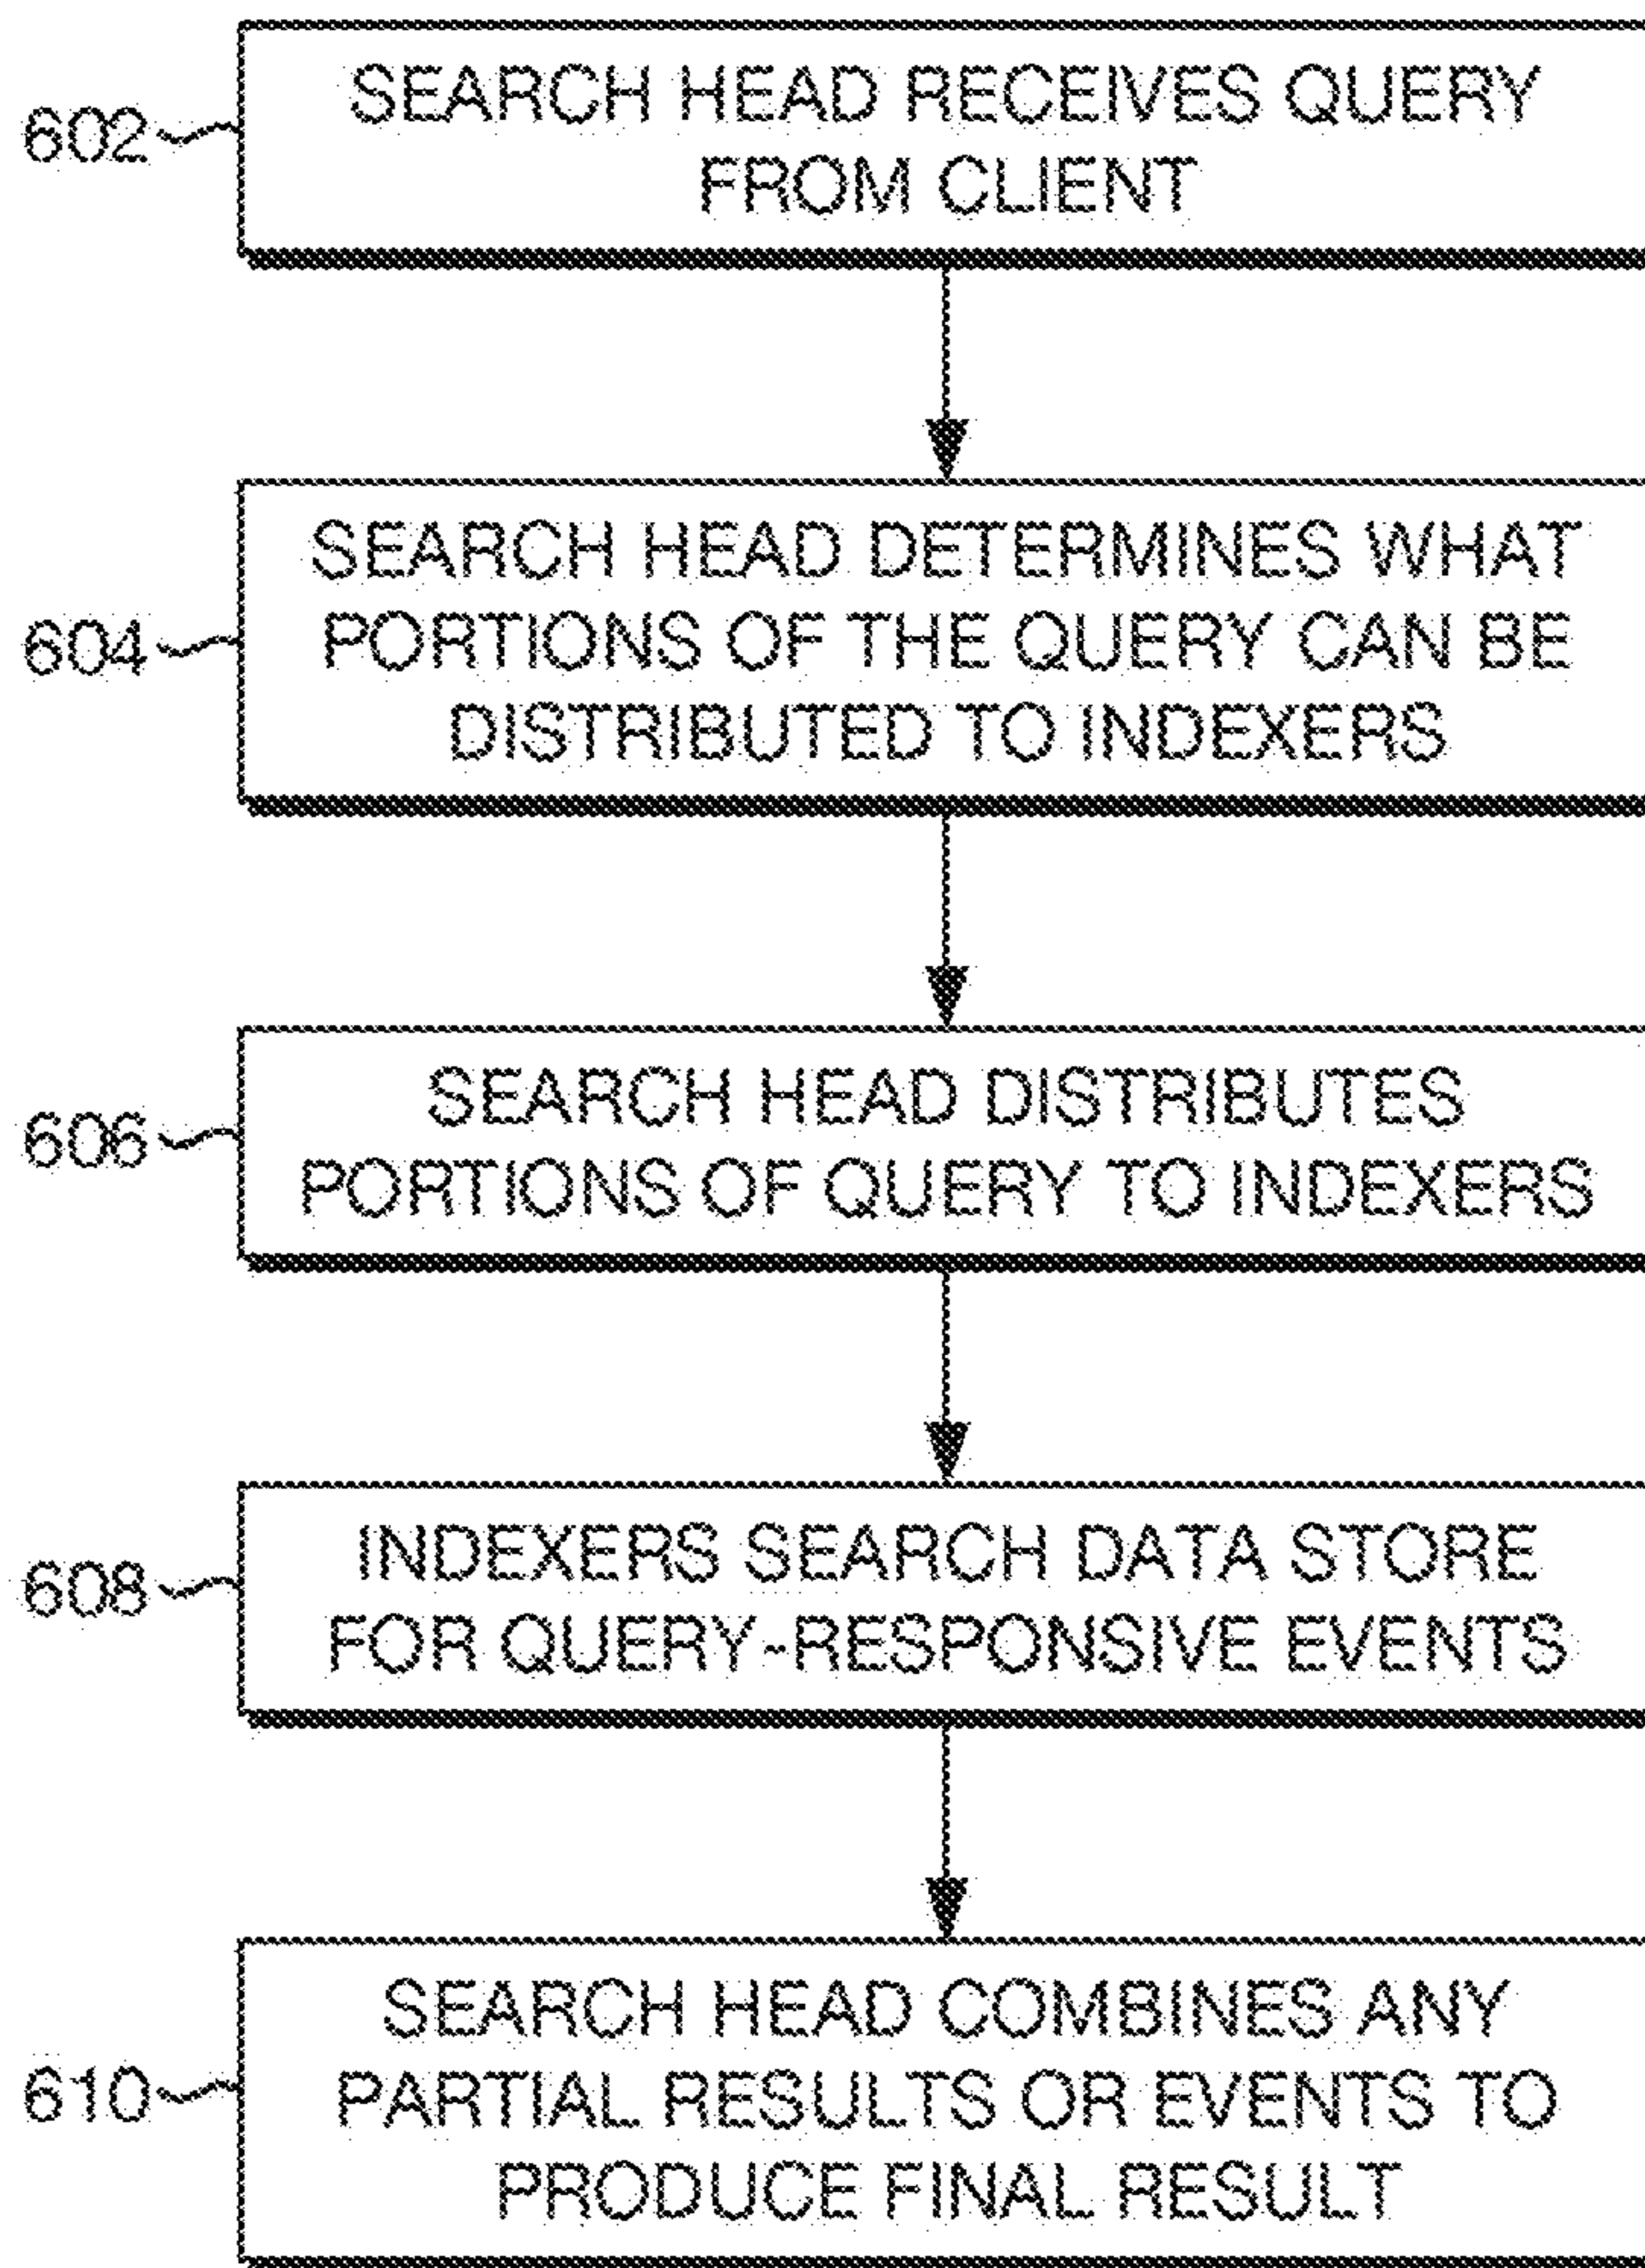 602
SEARCH HEAD RECEIVES QUERY
FROM CLIENT
604
SEARCH HEAD DETERMINES WHAT
PORTIONS OF THE QUERY CAN BE
DISTRIBUTED TO INDEXERS
606
SEARCH HEAD DISTRIBUTES
PORTIONS OF QUERY TO INDEXERS
608
INDEXERS SEARCH DATA STORE
FOR QUERY-RESPONSIVE EVENTS
610
SEARCH HEAD COMBINES ANY
PARTIAL RESULTS OR EVENTS TO
PRODUCE FINAL RESULT